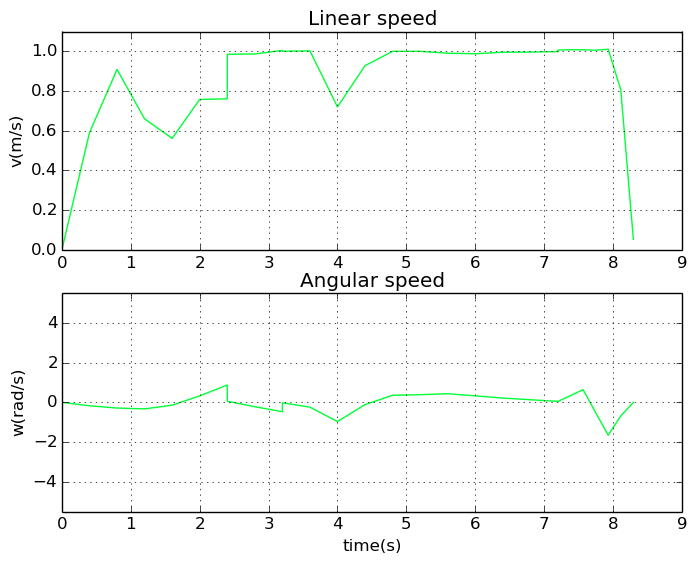 Linear speed
1.0
0.8
0.6
0.4
0.2
0.0
v(m/s)
0 1 2 3 4 5 6 7 8 9
Angular speed
4
2
0
−2
−4
w(rad/s)
0 1 2 3 4 5 6 7 8 9
time(s)